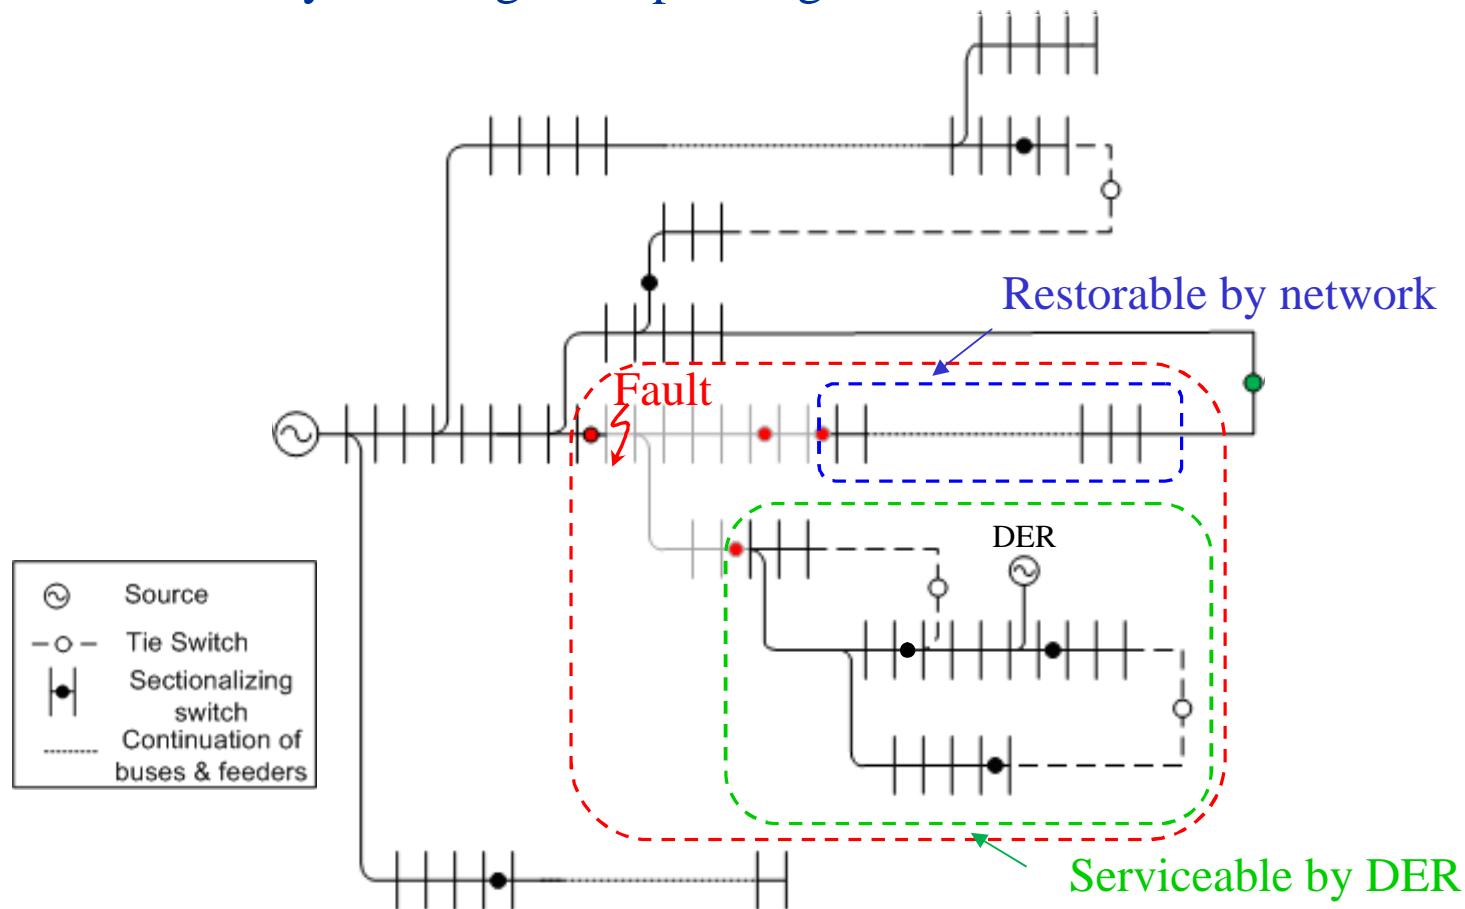 Restorable by network
Fault
DER
Source
Tie Switch
Sectionalizing
switch
Continuation of
buses & feeders
Serviceable by DER